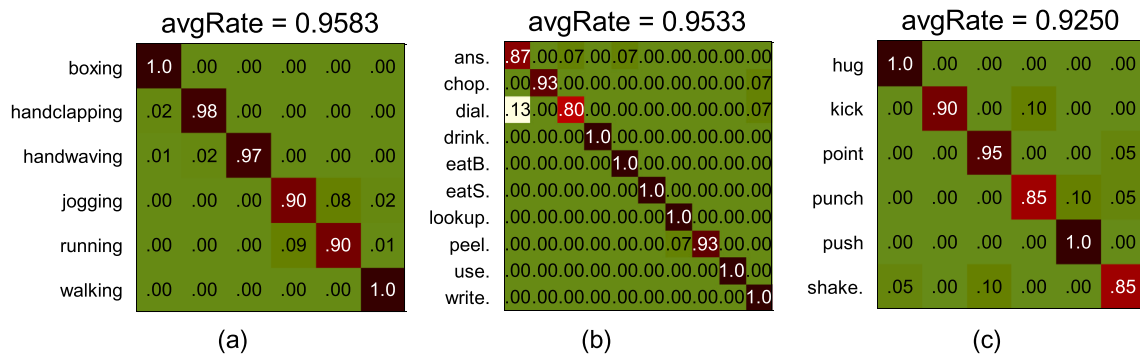 avgRate = 0.9583
boxing 1.0 .00 .00 .00 .00 .00
handclapping .02 .98 .00 .00 .00 .00
handwaving .01 .02 .97 .00 .00 .00
jogging .00 .00 .00 .90 .08 .02
running .00 .00 .00 .09 .90 .01
walking .00 .00 .00 .00 .00 1.0
(a)
avgRate = 0.9533
ans. .87 .00 .07 .00 .07 .00 .00 .00 .00 .00
chop. .00 .93 .00 .00 .00 .00 .00 .00 .00 .07
dial. .13 .00 .80 .00 .00 .00 .00 .00 .00 .07
drink. .00 .00 .00 1.0 .00 .00 .00 .00 .00 .00
eatB. .00 .00 .00 .00 1.0 .00 .00 .00 .00 .00
eatS. .00 .00 .00 .00 .00 1.0 .00 .00 .00 .00
lookup. .00 .00 .00 .00 .00 .00 1.0 .00 .00 .00
peel. .00 .00 .00 .00 .00 .00 .07 .93 .00 .00
use. .00 .00 .00 .00 .00 .00 .00 .00 1.0 .00
write. .00 .00 .00 .00 .00 .00 .00 .00 .00 1.0
(b)
avgRate = 0.9250
hug 1.0 .00 .00 .00 .00 .00
kick .00 .90 .00 .10 .00 .00
point .00 .00 .95 .00 .00 .05
punch .00 .00 .00 .85 .10 .05
push .00 .00 .00 .00 1.0 .00
shake. .05 .00 .10 .00 .00 .85
(c)